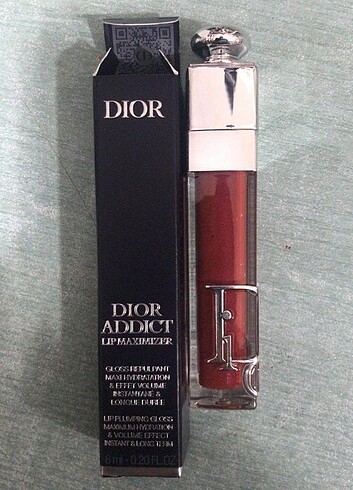 DIOR
DIOR
ADDICT
LIP MAXIMIZER
GLOSS REPULPANT
MAXI HYDRATATION
& EFFET VOLUME
INSTANTANÉ &
LONGUE DURÉE
LIP PLUMPING GLOSS
MAXIMUM HYDRATION
& VOLUME EFFECT
INSTANT & LONG TERM
6 ml - 0.20 FL.OZ